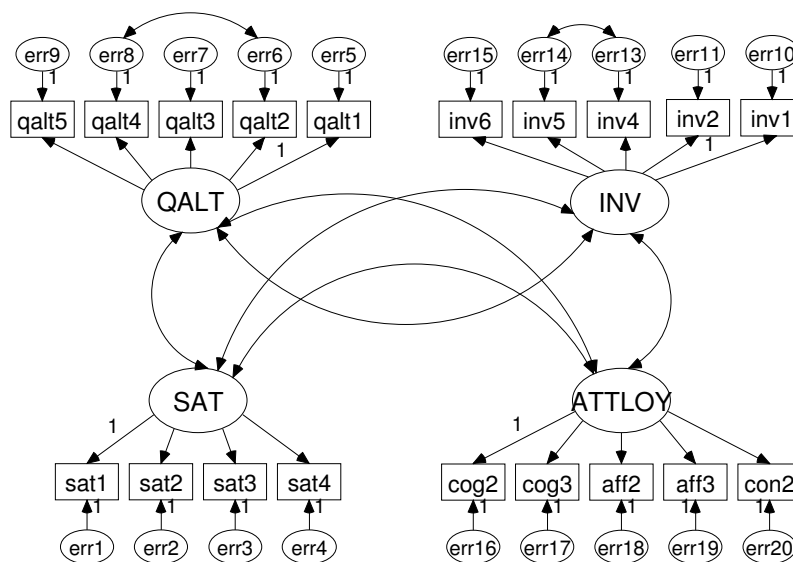 err9 err8 err7 err6 err5 err15 err14 err13 err11 err10
1 1 1 1 1 1 1 1 1 1
qalt5 qalt4 qalt3 qalt2 qalt1 inv6 inv5 inv4 inv2 inv1
1 1
QALT INV
SAT ATTLOY
1 1
sat1 sat2 sat3 sat4 cog2 cog3 aff2 aff3 con2
1 1 1 1 1 1 1 1 1
err1 err2 err3 err4 err16 err17 err18 err19 err20